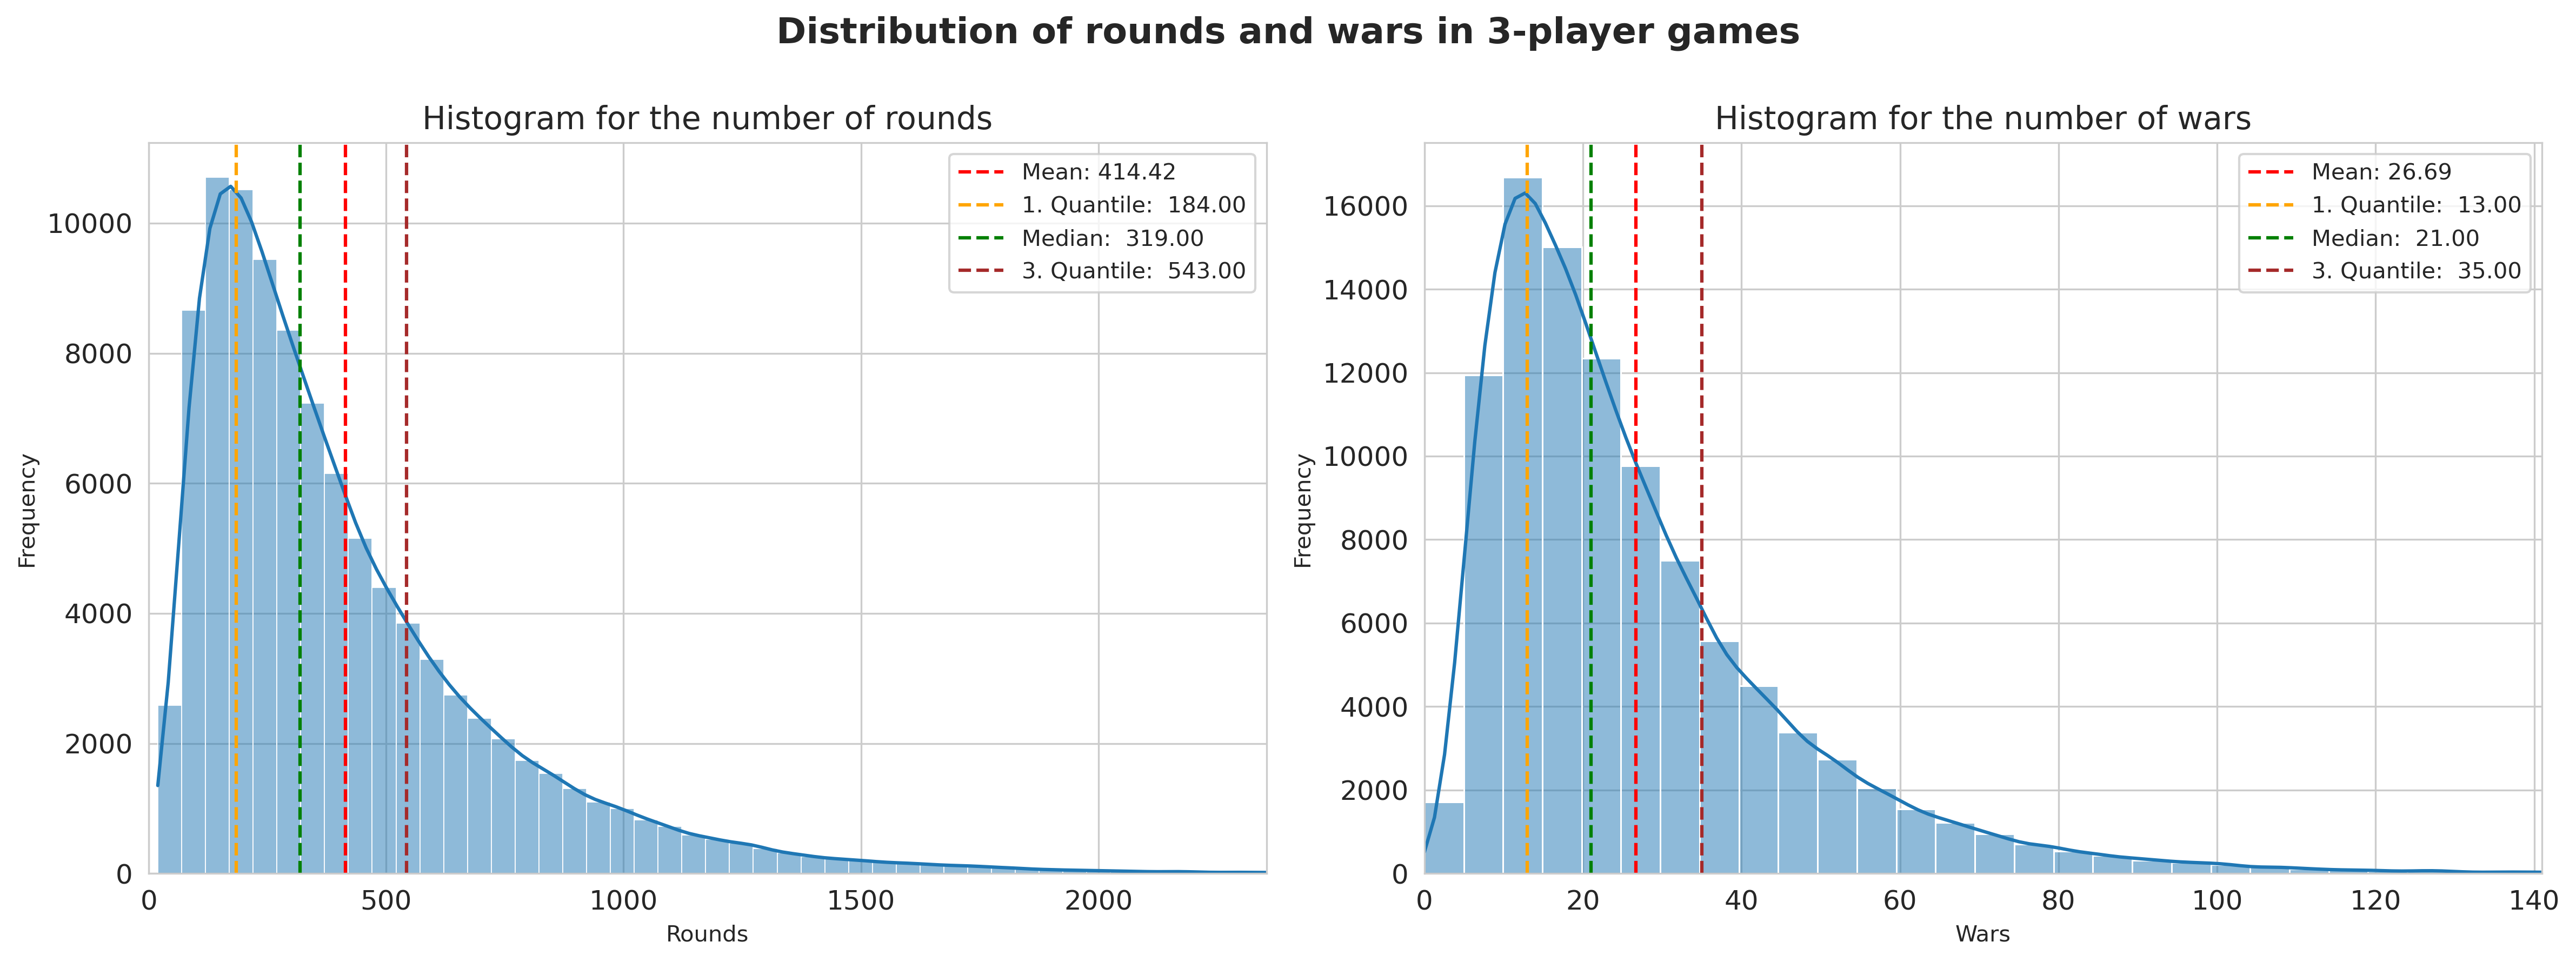 Distribution of rounds and wars in 3-player games
Histogram for the number of rounds
Mean: 414.42
1. Quantile:  184.00
Median:  319.00
3. Quantile:  543.00
10000
8000
6000
4000
2000
0
Frequency
0 500 1000 1500 2000
Rounds
Histogram for the number of wars
Mean: 26.69
1. Quantile:  13.00
Median:  21.00
3. Quantile:  35.00
16000
14000
12000
10000
8000
6000
4000
2000
0
Frequency
0 20 40 60 80 100 120 140
Wars